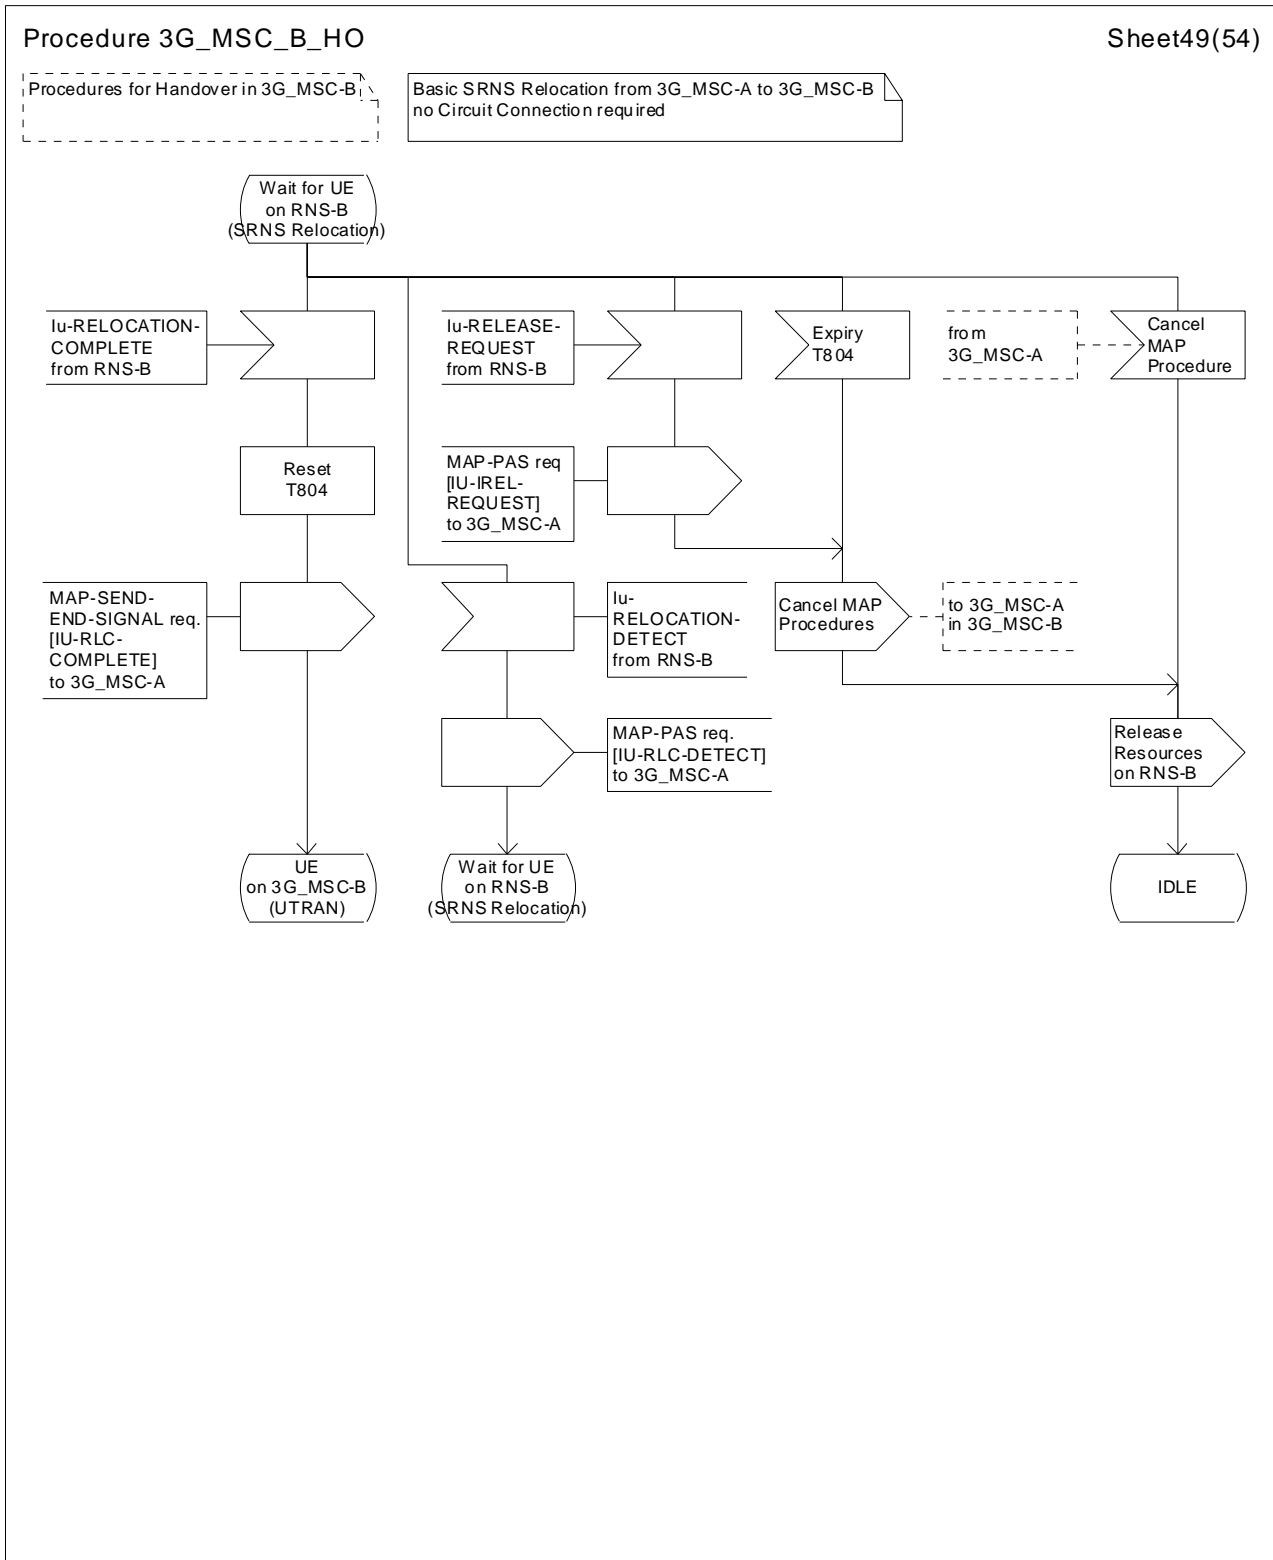 Procedure 3G_MSC_B_HO
Sheet49(54)
Procedures for Handover in 3G_MSC-B
Basic SRNS Relocation from 3G_MSC-A to 3G_MSC-B
no Circuit Connection required
Wait for UE
on RNS-B
(SRNS Relocation)
Iu-RELOCATION-
COMPLETE
from RNS-B
Iu-RELEASE-
REQUEST
from RNS-B
Expiry
T804
from
3G_MSC-A
Cancel
MAP
Procedure
Reset
T804
MAP-PAS req
[IU-IREL-
REQUEST]
to 3G_MSC-A
MAP-SEND-
END-SIGNAL req.
[IU-RLC-
COMPLETE]
to 3G_MSC-A
Iu-
RELOCATION-
DETECT
from RNS-B
Cancel MAP
Procedures
to 3G_MSC-A
in 3G_MSC-B
MAP-PAS req.
[IU-RLC-DETECT]
to 3G_MSC-A
Release
Resources
on RNS-B
UE
on 3G_MSC-B
(UTRAN)
Wait for UE
on RNS-B
(SRNS Relocation)
IDLE